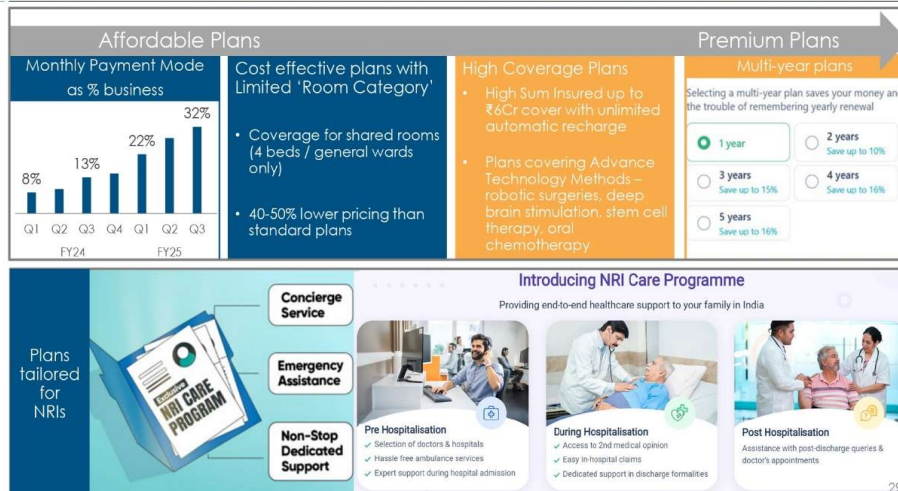 Affordable Plans
Premium Plans
Monthly Payment Mode
as % business
8%
13%
22%
32%
Q1 Q2 Q3 Q4 Q1 Q2 Q3
FY24 FY25
Cost effective plans with
Limited ‘Room Category’
• Coverage for shared rooms
(4 beds / general wards
only)
• 40-50% lower pricing than
standard plans
High Coverage Plans
• High Sum Insured up to
₹6Cr cover with unlimited
automatic recharge
• Plans covering Advance
Technology Methods –
robotic surgeries, deep
brain stimulation, stem cell
therapy, oral
chemotherapy
Multi-year plans
Selecting a multi-year plan saves your money an
the trouble of remembering yearly renewal
1 year
2 years
Save up to 10%
3 years
Save up to 15%
4 years
Save up to 16%
5 years
Save up to 16%
Plans
tailored
for
NRIs
Exclusive
NRI CARE
PROGRAM
Concierge
Service
Emergency
Assistance
Non-Stop
Dedicated
Support
Introducing NRI Care Programme
Providing end-to-end healthcare support to your family in India
Pre Hospitalisation
✓ Selection of doctors & hospitals
✓ Hassle free ambulance services
✓ Expert support during hospital admission
During Hospitalisation
✓ Access to 2nd medical opinion
✓ Easy in-hospital claims
✓ Dedicated support in discharge formalities
Post Hospitalisation
Assistance with post-discharge queries &
doctor's appointments